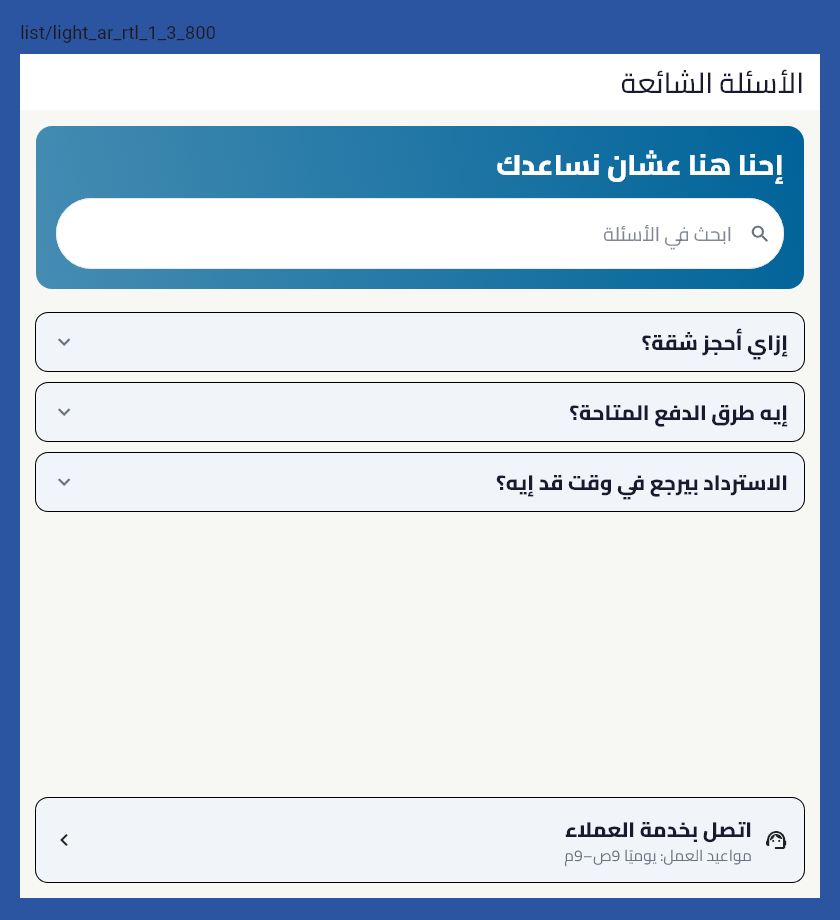 list/light_ar_rtl_1_3_800
الأسئلة الشائعة
إحنا هنا عشان نساعدك
ابحث في الأسئلة
إزاي أحجز شقة؟
إيه طرق الدفع المتاحة؟
الاسترداد بيرجع في وقت قد إيه؟
اتصل بخدمة العملاء
مواعيد العمل: يوميًا 9ص–9م